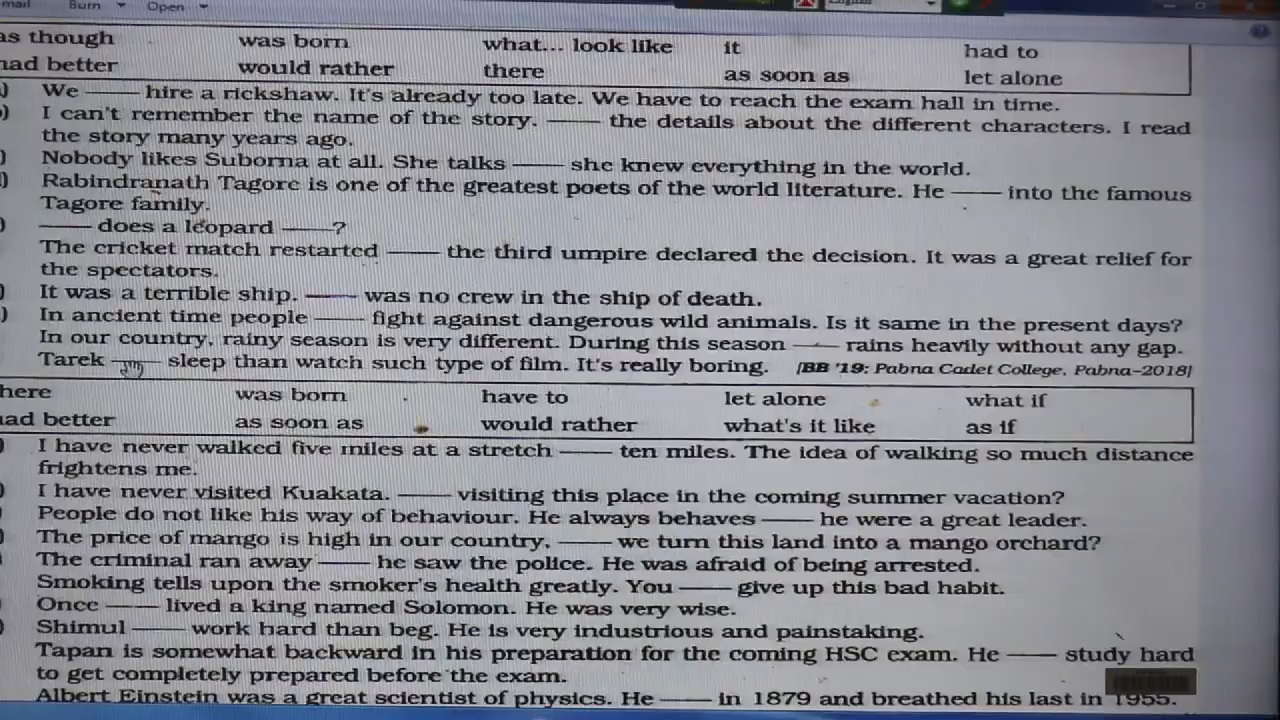 mail Burn Open
as though was born what... look like it had to
had better would rather there as soon as let alone
) We —— hire a rickshaw. It's already too late. We have to reach the exam hall in time.
) I can't remember the name of the story. —— the details about the different characters. I read
the story many years ago.
) Nobody likes Suborna at all. She talks —— she knew everything in the world.
) Rabindranath Tagore is one of the greatest poets of the world literature. He —— into the famous
Tagore family.
) —— does a leopard ——?
The cricket match restarted —— the third umpire declared the decision. It was a great relief for
the spectators.
) It was a terrible ship. —— was no crew in the ship of death.
) In ancient time people —— fight against dangerous wild animals. Is it same in the present days?
In our country, rainy season is very different. During this season —— rains heavily without any gap.
Tarek —— sleep than watch such type of film. It's really boring. [BB '19: Pabna Cadet College, Pabna-2018]
here was born have to let alone what if
had better as soon as would rather what's it like as if
) I have never walked five miles at a stretch —— ten miles. The idea of walking so much distance
frightens me.
) I have never visited Kuakata. —— visiting this place in the coming summer vacation?
) People do not like his way of behaviour. He always behaves —— he were a great leader.
) The price of mango is high in our country, —— we turn this land into a mango orchard?
) The criminal ran away —— he saw the police. He was afraid of being arrested.
Smoking tells upon the smoker's health greatly. You —— give up this bad habit.
) Once —— lived a king named Solomon. He was very wise.
) Shimul —— work hard than beg. He is very industrious and painstaking.
Tapan is somewhat backward in his preparation for the coming HSC exam. He —— study hard
to get completely prepared before the exam.
Albert Einstein was a great scientist of physics. He —— in 1879 and breathed his last in 1955.